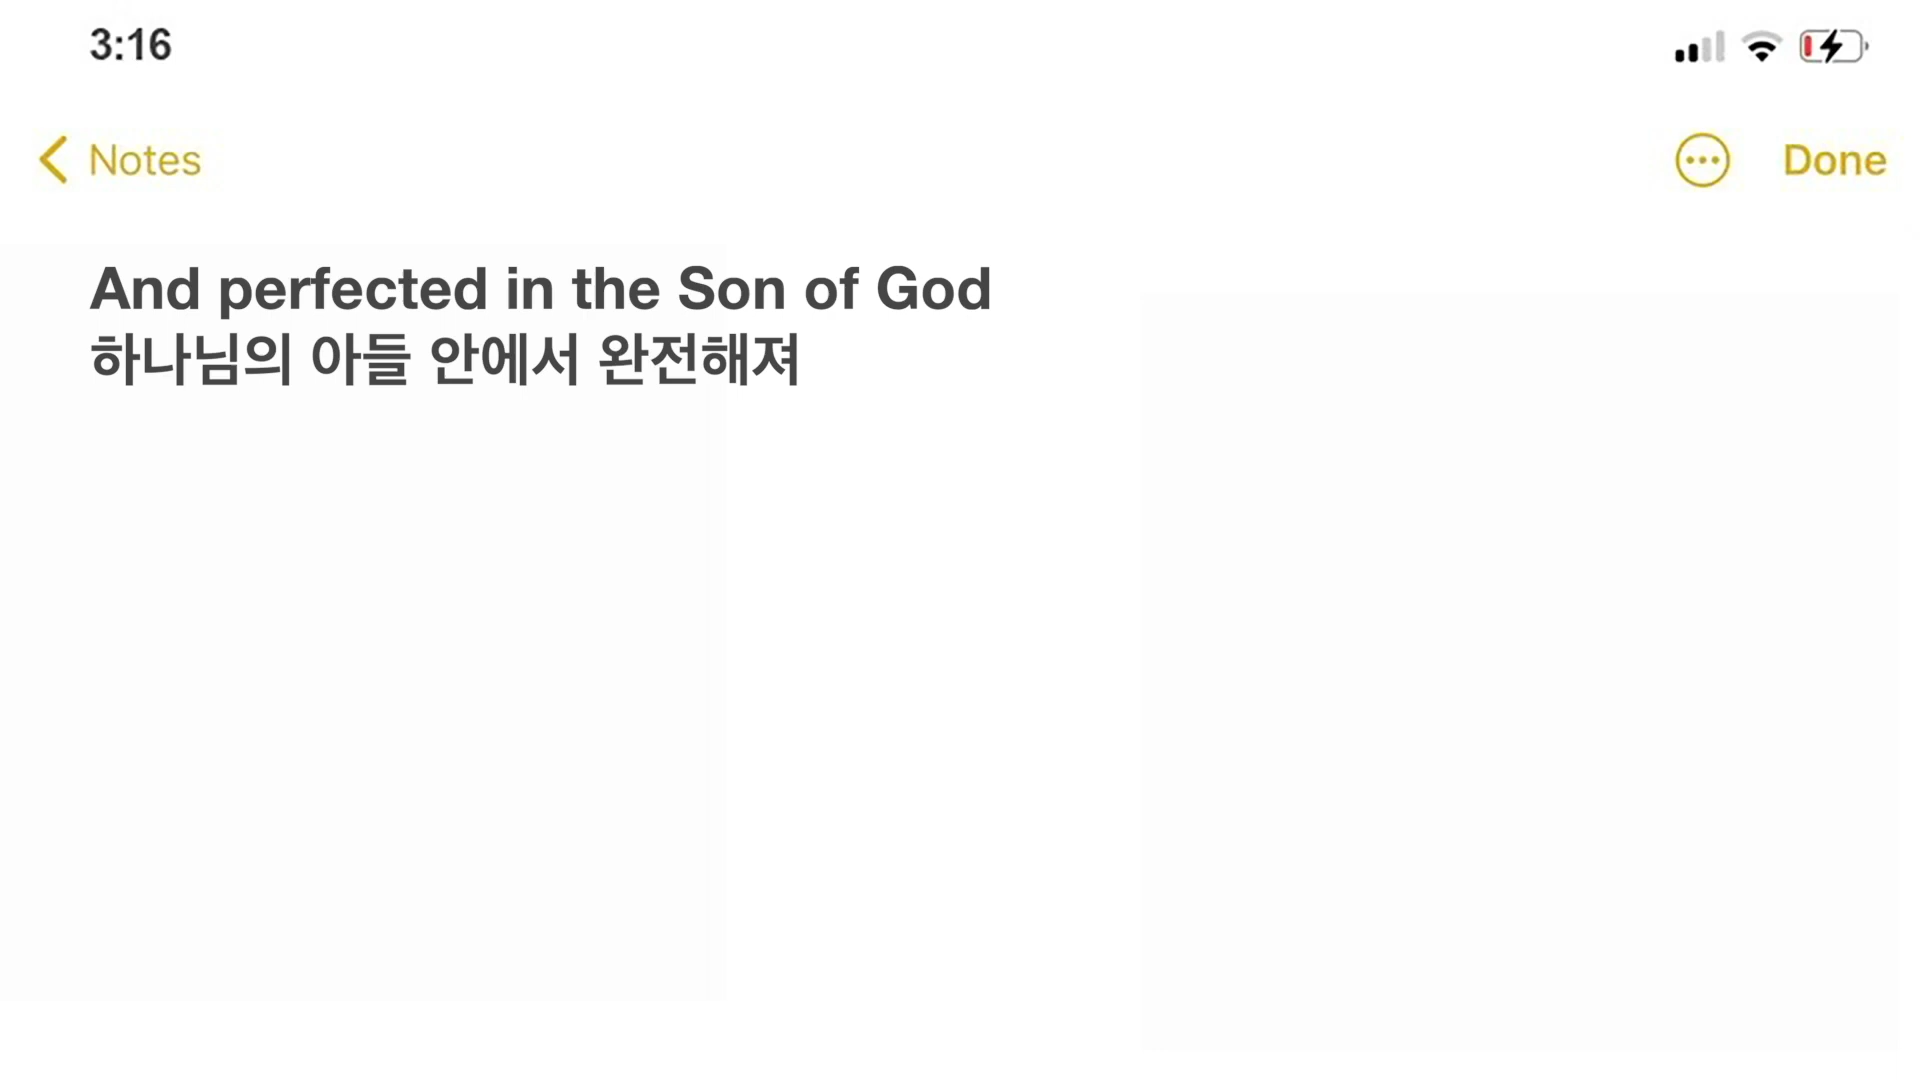 3:16
Notes
Done
And perfected in the Son of God
하나님의 아들 안에서 완전해져